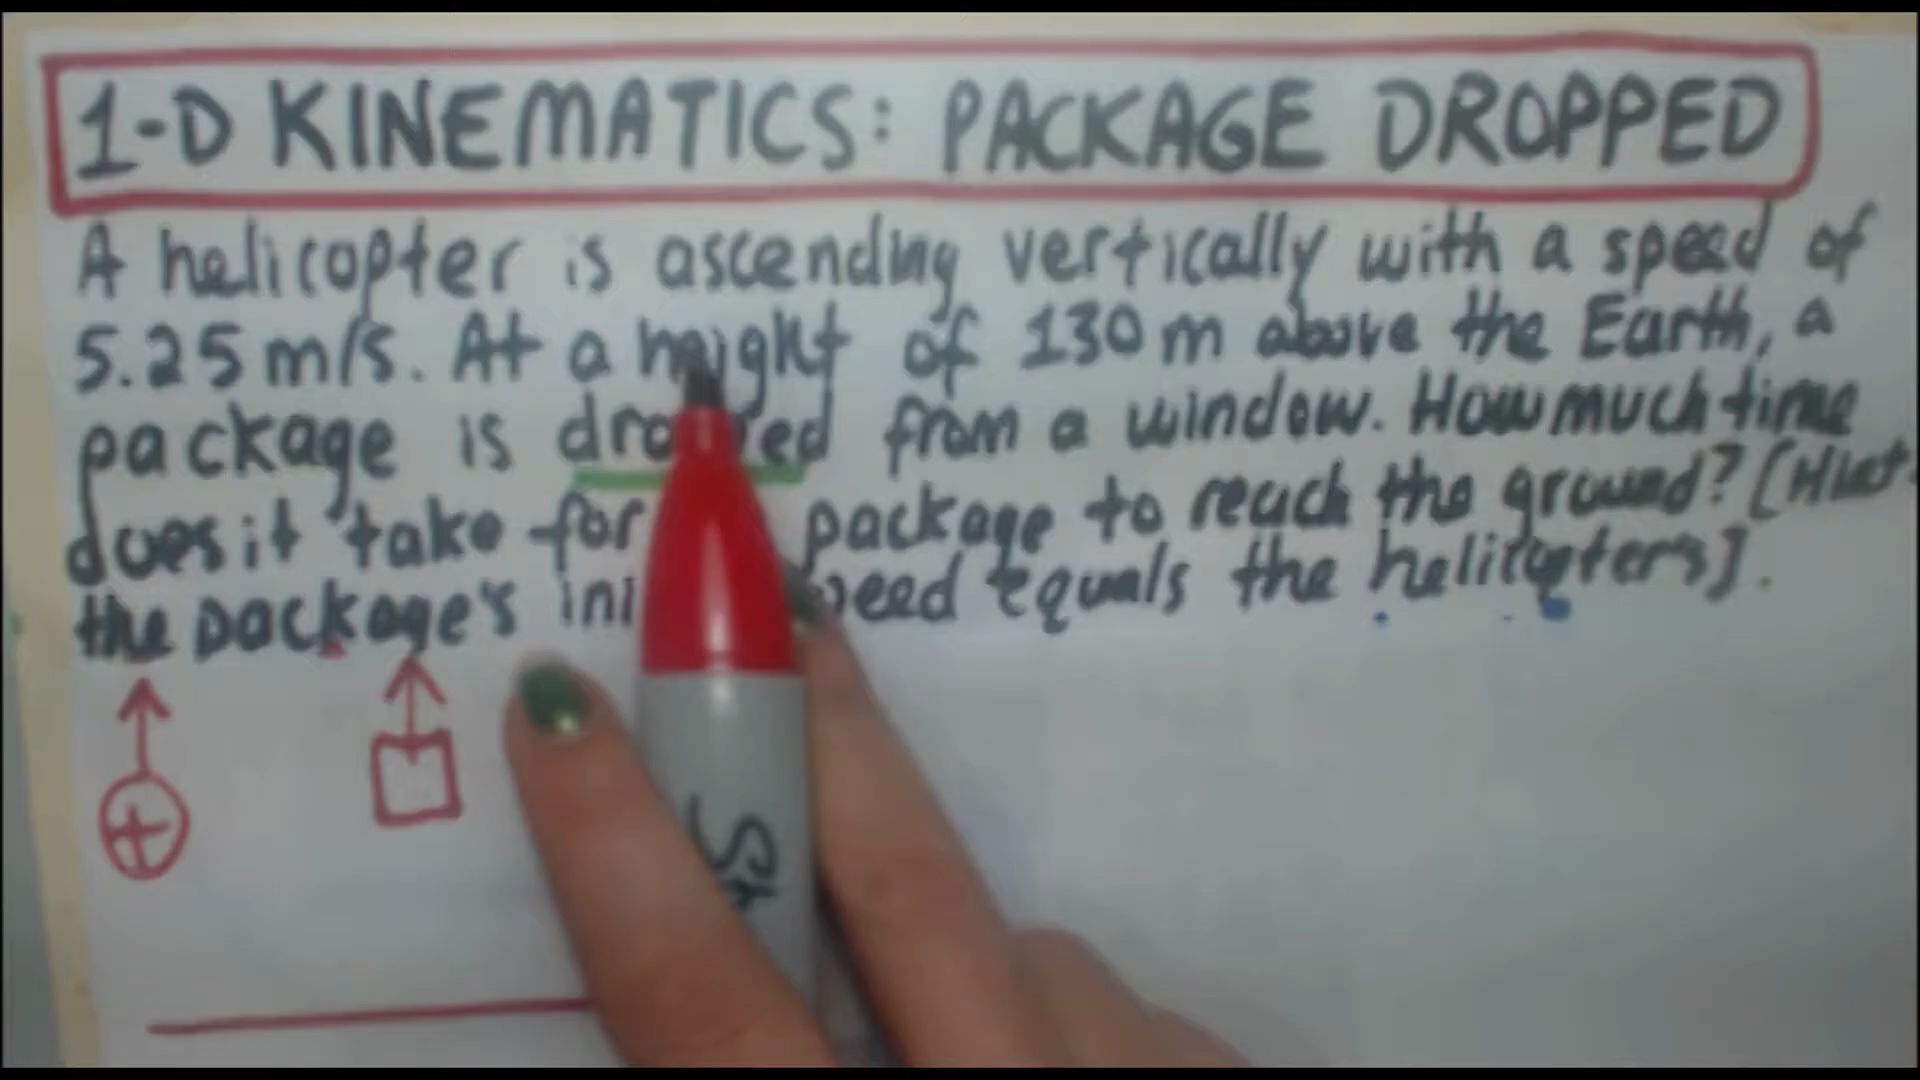 1-D KINEMATICS: PACKAGE DROPPED
A helicopter is ascending vertically with a speed of
5.25 m/s. At a height of 130 m above the Earth, a
package is dropped from a window. How much time
does it take for package to reach the ground? [Hint:
the package's speed equals the helicopter's].
+